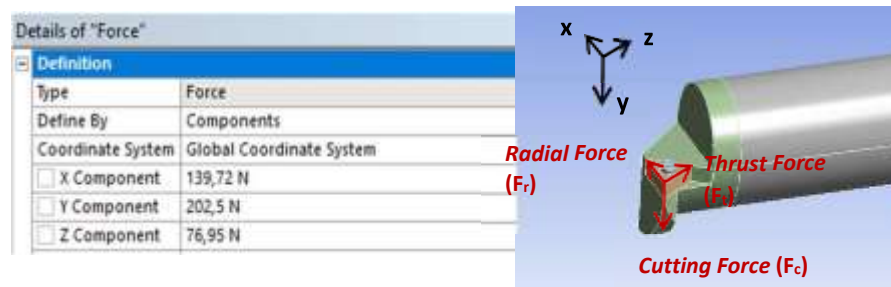 Details of "Force"
Definition
Type Force
Define By Components
Coordinate System Global Coordinate System
X Component 139,72 N
Y Component 202,5 N
Z Component 76,95 N
x z
y
Radial Force Thrust Force
(Fr) (Ft)
Cutting Force (Fc)